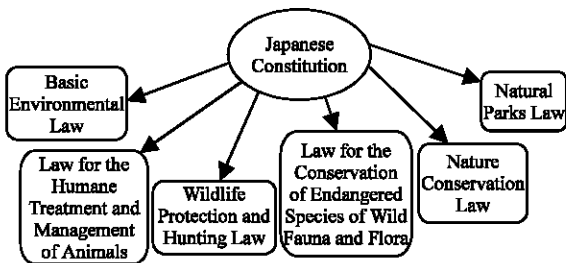 Japanese
Constitution
Basic
Environmental
Law
Natural
Parks Law
Law for the
Humane
Treatment and
Management
of Animals
Wildlife
Protection and
Hunting Law
Law for the
Conservation
of Endangered
Species of Wild
Fauna and Flora
Nature
Conservation
Law